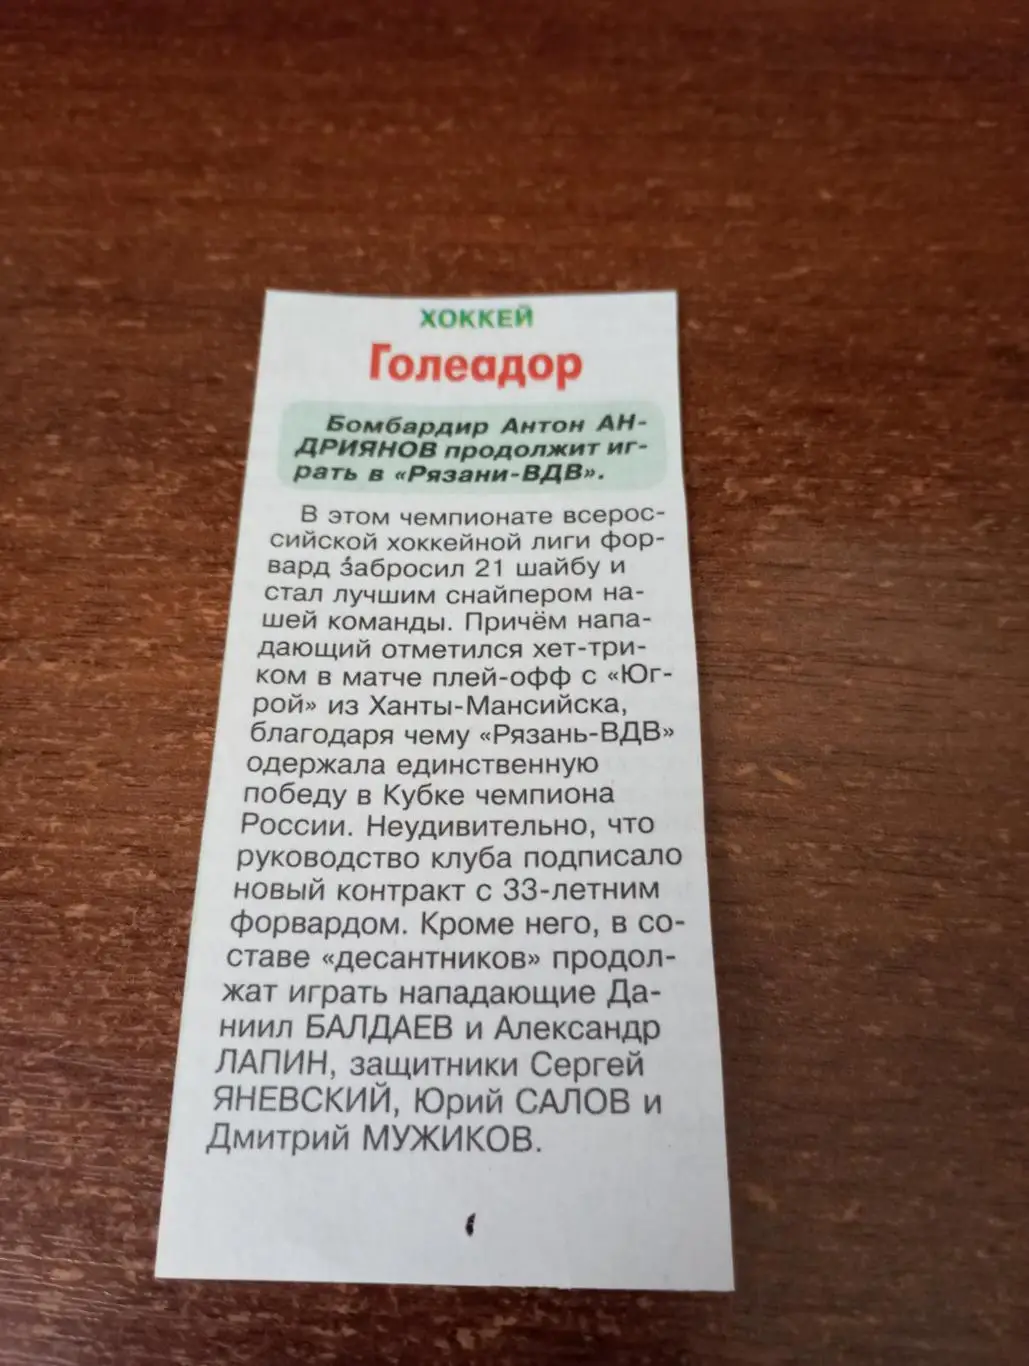 ХОККЕЙ
Голеадор
Бомбардир Антон АН-
ДРИЯНОВ продолжит иг-
рать в «Рязани-ВДВ».
В этом чемпионате всерос-
сийской хоккейной лиги фор-
вард забросил 21 шайбу и
стал лучшим снайпером на-
шей команды. Причём напа-
дающий отметился хет-три-
ком в матче плей-офф с «Юг-
рой» из Ханты-Мансийска,
благодаря чему «Рязань-ВДВ»
одержала единственную
победу в Кубке чемпиона
России. Неудивительно, что
руководство клуба подписало
новый контракт с 33-летним
форвардом. Кроме него, в со-
ставе «десантников» продол-
жат играть нападающие Да-
ниил БАЛДАЕВ и Александр
ЛАПИН, защитники Сергей
ЯНЕВСКИЙ, Юрий САЛОВ и
Дмитрий МУЖИКОВ.